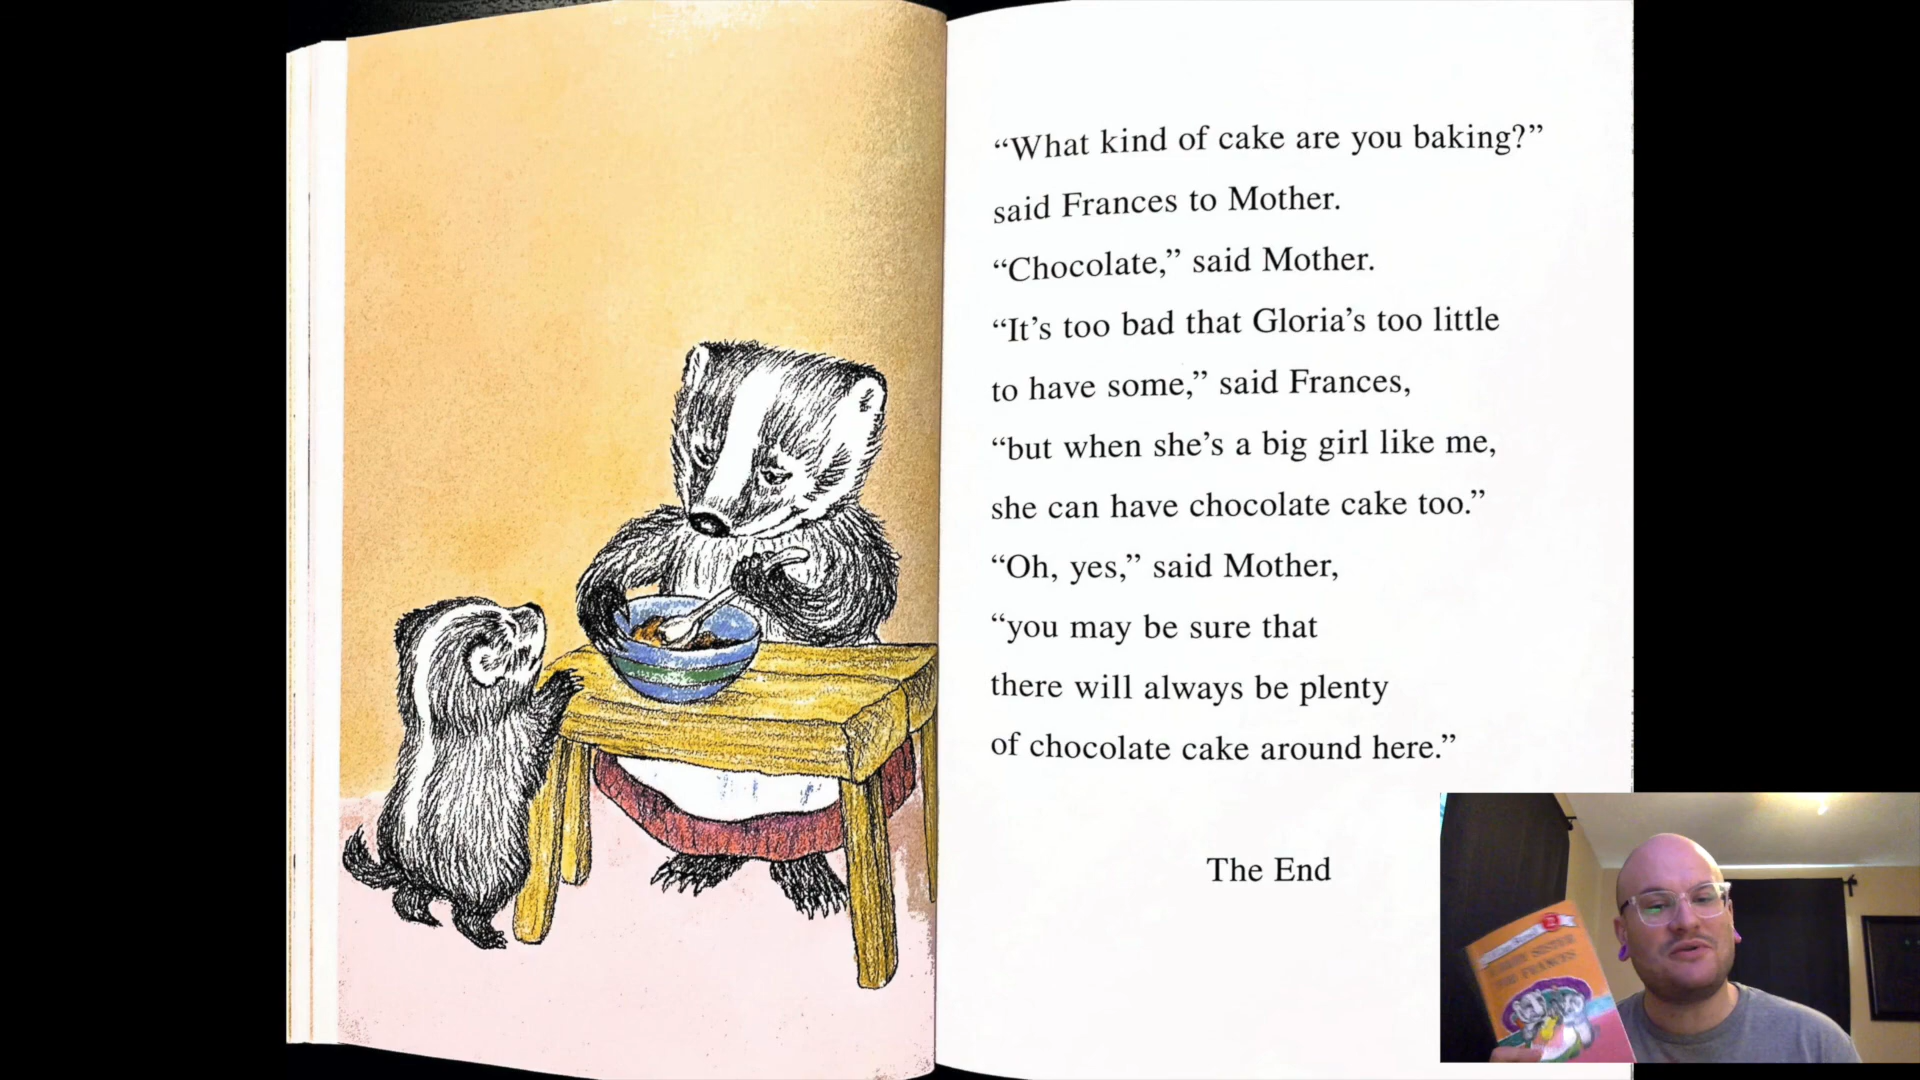 “What kind of cake are you baking?”
said Frances to Mother.
“Chocolate,” said Mother.
“It’s too bad that Gloria’s too little
to have some,” said Frances,
“but when she’s a big girl like me,
she can have chocolate cake too.”
“Oh, yes,” said Mother,
“you may be sure that
there will always be plenty
of chocolate cake around here.”
The End